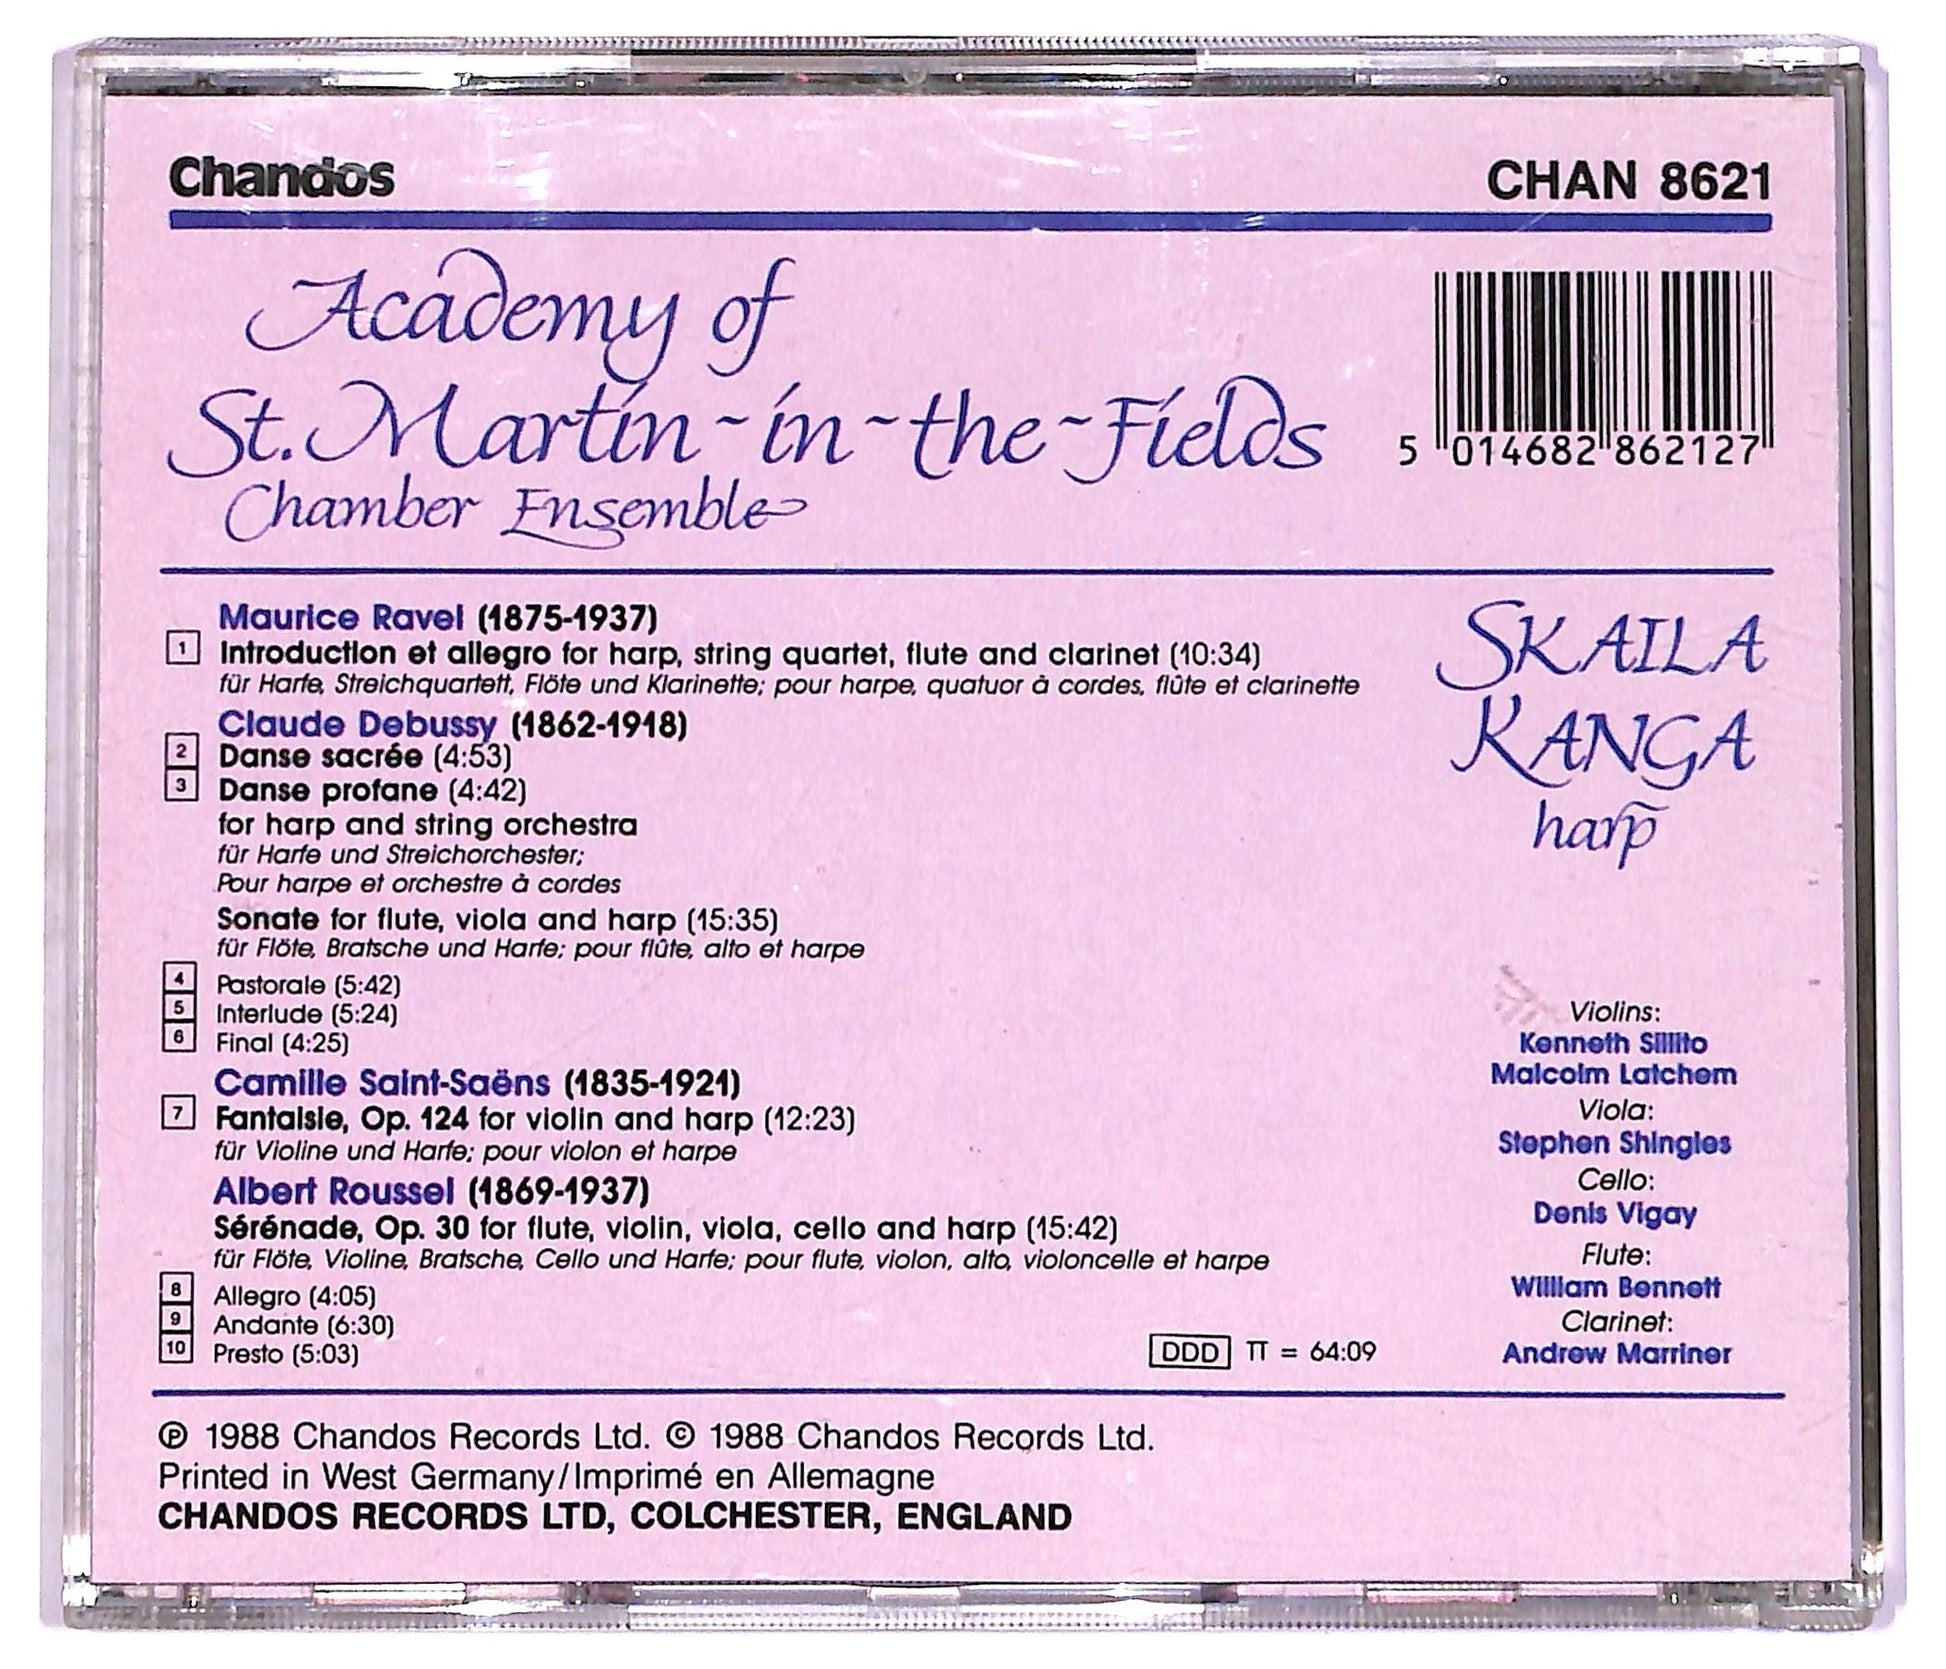 Chandos
CHAN 8621
Academy of
St. Martin-in-the-Fields
Chamber Ensemble
5 014682 862127
Maurice Ravel (1875-1937)
1 Introduction et allegro for harp, string quartet, flute and clarinet (10:34)
für Harfe, Streichquartett, Flöte und Klarinette; pour harpe, quatuor à cordes, flûte et clarinette
Claude Debussy (1862-1918)
2 Danse sacrée (4:53)
3 Danse profane (4:42)
for harp and string orchestra
für Harfe und Streichorchester;
Pour harpe et orchestre à cordes
Sonate for flute, viola and harp (15:35)
für Flöte, Bratsche und Harfe; pour flûte, alto et harpe
4 Pastorale (5:42)
5 Interlude (5:24)
6 Final (4:25)
Camille Saint-Saëns (1835-1921)
7 Fantaisie, Op. 124 for violin and harp (12:23)
für Violine und Harfe; pour violon et harpe
Albert Roussel (1869-1937)
Sérénade, Op. 30 for flute, violin, viola, cello and harp (15:42)
für Flöte, Violine, Bratsche, Cello und Harfe; pour flute, violon, alto, violoncelle et harpe
8 Allegro (4:05)
9 Andante (6:30)
10 Presto (5:03)
DDD TT = 64:09
SKAILA
KANGA
harp
Violins:
Kenneth Sillito
Malcolm Latchem
Viola:
Stephen Shingles
Cello:
Denis Vigay
Flute:
William Bennett
Clarinet:
Andrew Marriner
℗ 1988 Chandos Records Ltd. © 1988 Chandos Records Ltd.
Printed in West Germany/Imprimé en Allemagne
CHANDOS RECORDS LTD, COLCHESTER, ENGLAND